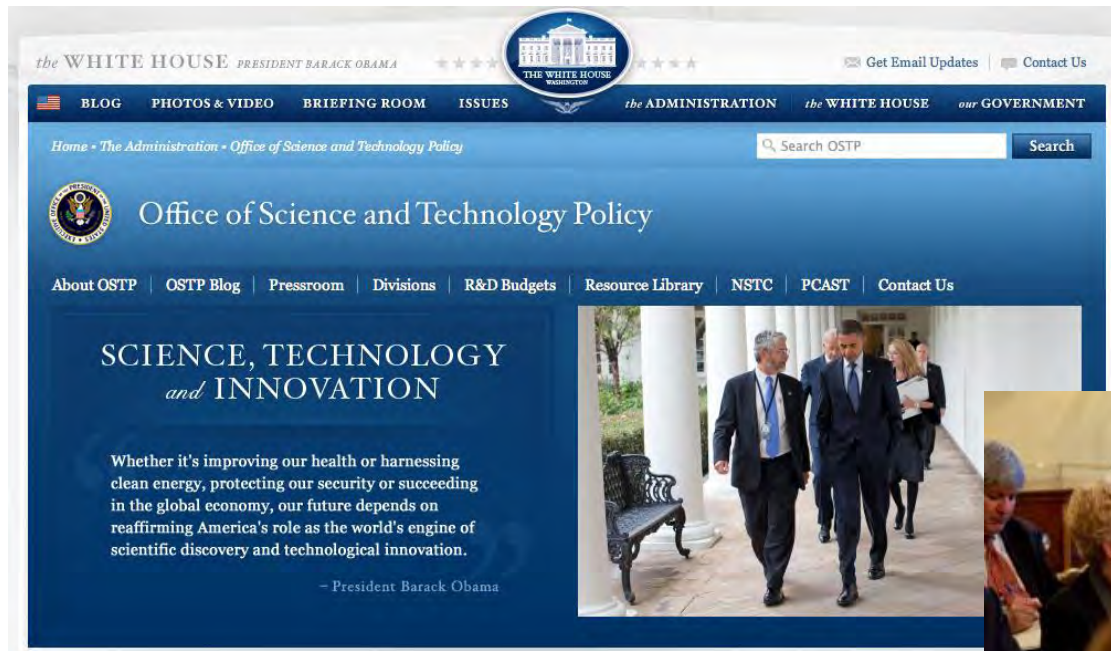 the WHITE HOUSE PRESIDENT BARACK OBAMA
THE WHITE HOUSE
WASHINGTON
Get Email Updates
Contact Us
BLOG PHOTOS & VIDEO BRIEFING ROOM ISSUES the ADMINISTRATION the WHITE HOUSE our GOVERNMENT
Home • The Administration • Office of Science and Technology Policy
Search OSTP
Search
Office of Science and Technology Policy
About OSTP OSTP Blog Pressroom Divisions R&D Budgets Resource Library NSTC PCAST Contact Us
SCIENCE, TECHNOLOGY
and INNOVATION
Whether it's improving our health or harnessing
clean energy, protecting our security or succeeding
in the global economy, our future depends on
reaffirming America's role as the world's engine of
scientific discovery and technological innovation.
– President Barack Obama